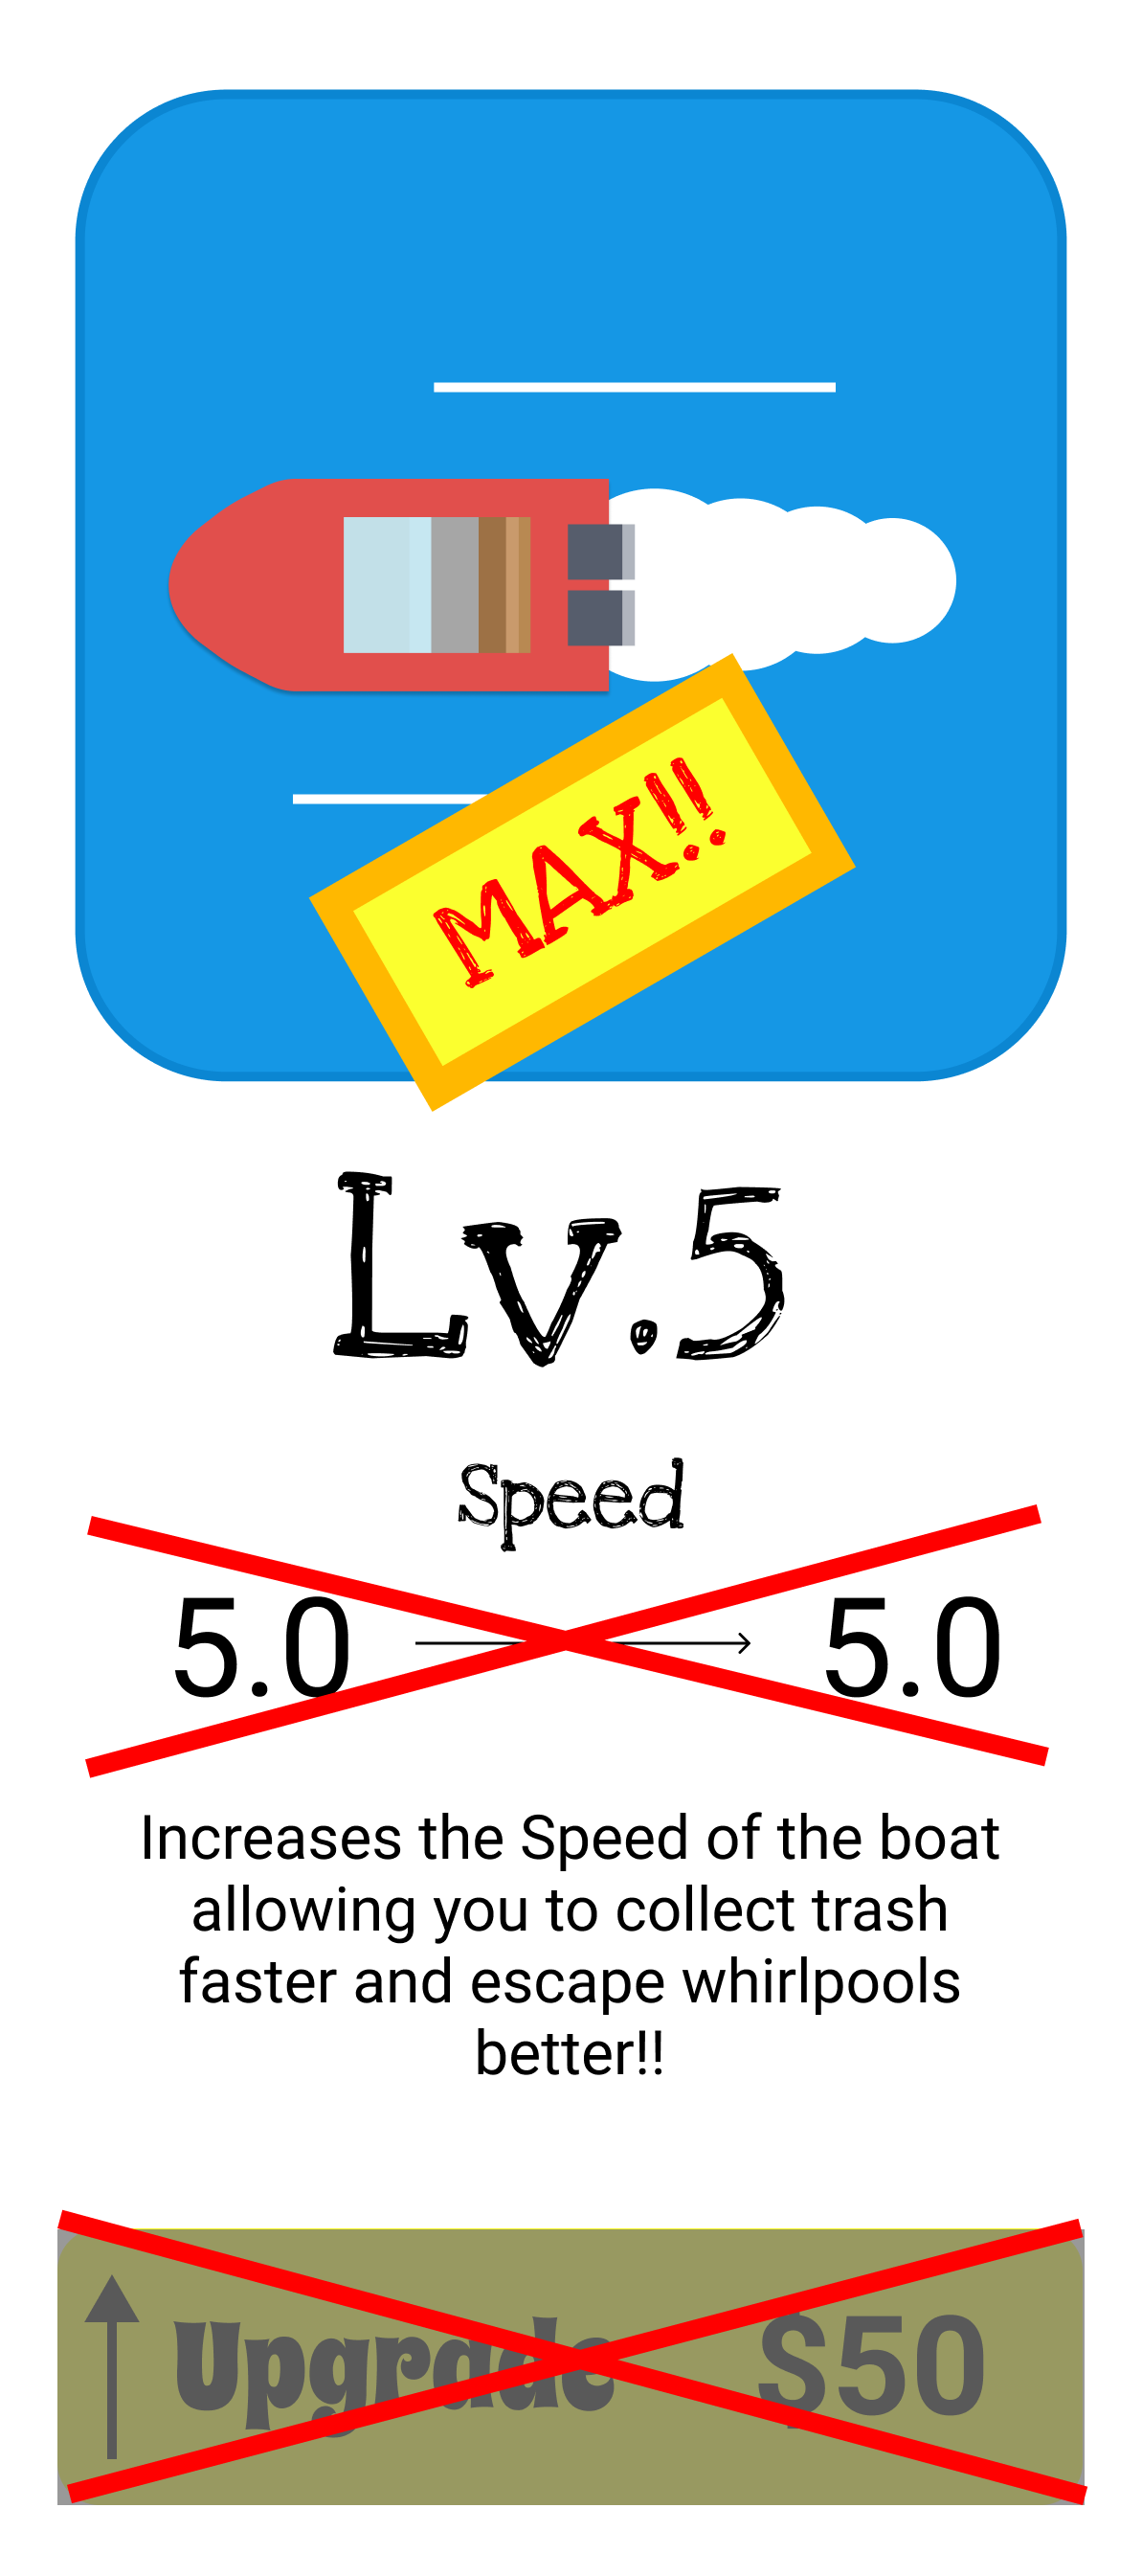 MAX!!
Lv.5
Speed
5.0 5.0
Increases the Speed of the boat
allowing you to collect trash
faster and escape whirlpools
better!!
Upgrade $50